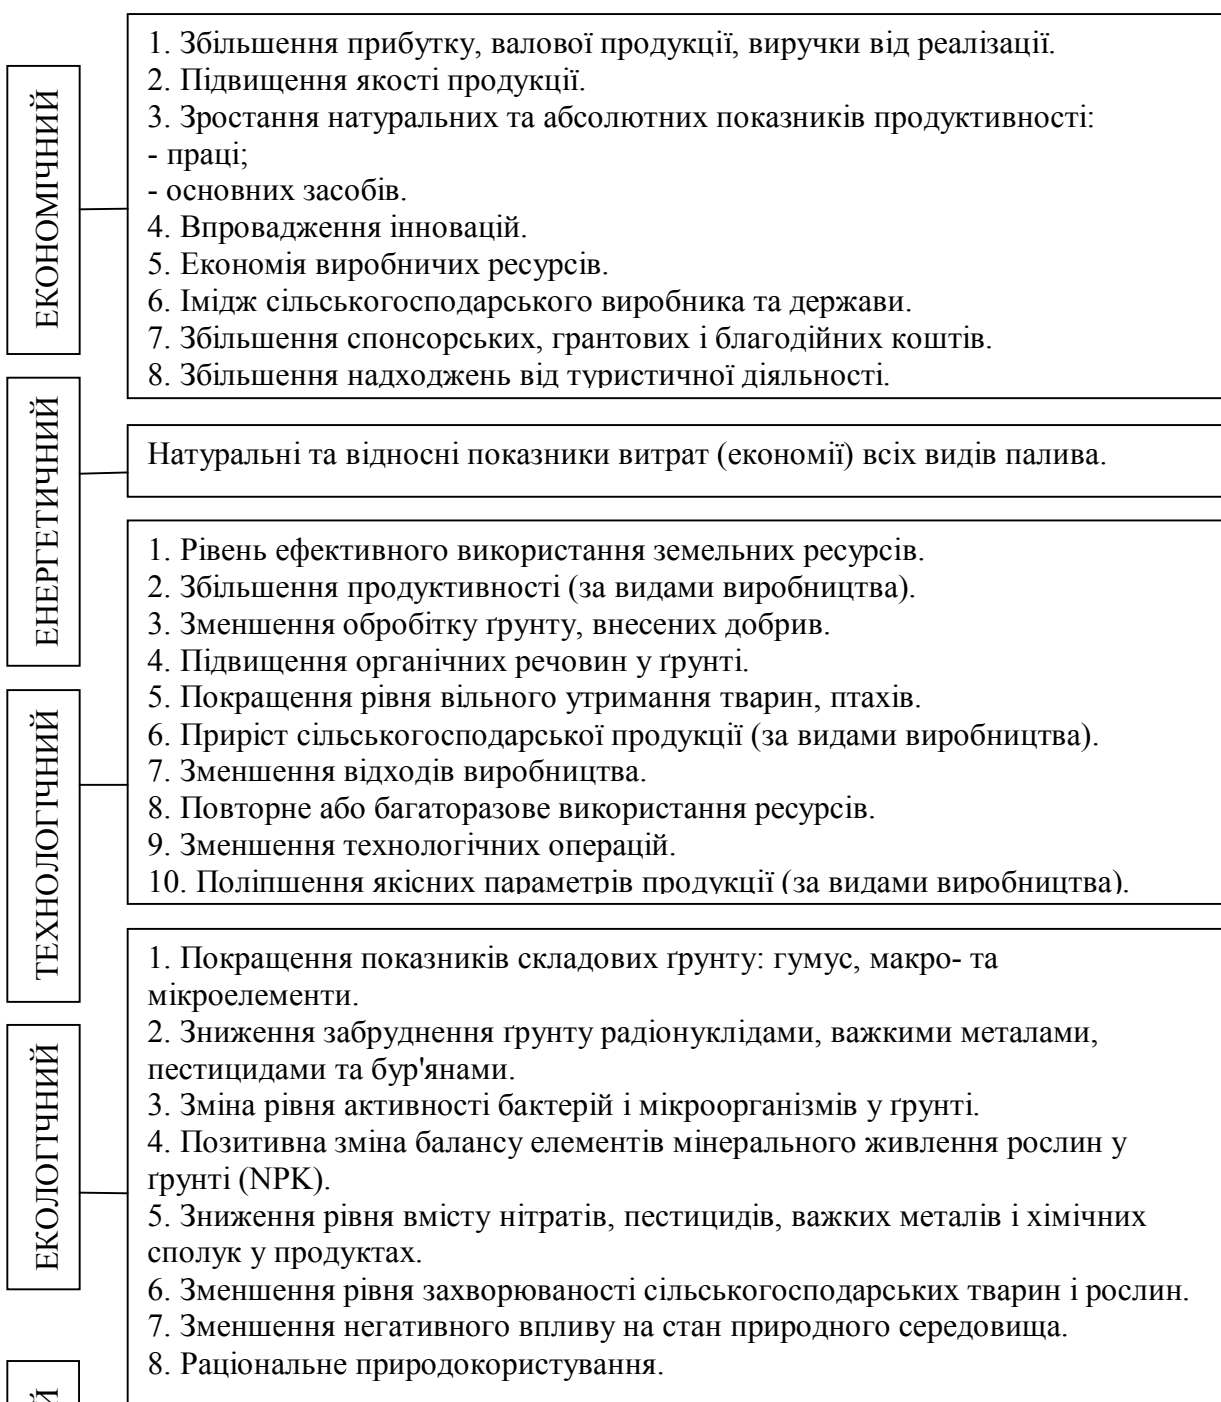 ЕКОНОМІЧНИЙ
1. Збільшення прибутку, валової продукції, виручки від реалізації.
2. Підвищення якості продукції.
3. Зростання натуральних та абсолютних показників продуктивності:
- праці;
- основних засобів.
4. Впровадження інновацій.
5. Економія виробничих ресурсів.
6. Імідж сільськогосподарського виробника та держави.
7. Збільшення спонсорських, грантових і благодійних коштів.
8. Збільшення надходжень від туристичної діяльності.
ЕНЕРГЕТИЧНИЙ
Натуральні та відносні показники витрат (економії) всіх видів палива.
ТЕХНОЛОГІЧНИЙ
1. Рівень ефективного використання земельних ресурсів.
2. Збільшення продуктивності (за видами виробництва).
3. Зменшення обробітку ґрунту, внесених добрив.
4. Підвищення органічних речовин у ґрунті.
5. Покращення рівня вільного утримання тварин, птахів.
6. Приріст сільськогосподарської продукції (за видами виробництва).
7. Зменшення відходів виробництва.
8. Повторне або багаторазове використання ресурсів.
9. Зменшення технологічних операцій.
10. Поліпшення якісних параметрів продукції (за видами виробництва).
ЕКОЛОГІЧНИЙ
1. Покращення показників складових ґрунту: гумус, макро- та
мікроелементи.
2. Зниження забруднення ґрунту радіонуклідами, важкими металами,
пестицидами та бур'янами.
3. Зміна рівня активності бактерій і мікроорганізмів у ґрунті.
4. Позитивна зміна балансу елементів мінерального живлення рослин у
ґрунті (NPK).
5. Зниження рівня вмісту нітратів, пестицидів, важких металів і хімічних
сполук у продуктах.
6. Зменшення рівня захворюваності сільськогосподарських тварин і рослин.
7. Зменшення негативного впливу на стан природного середовища.
8. Раціональне природокористування.